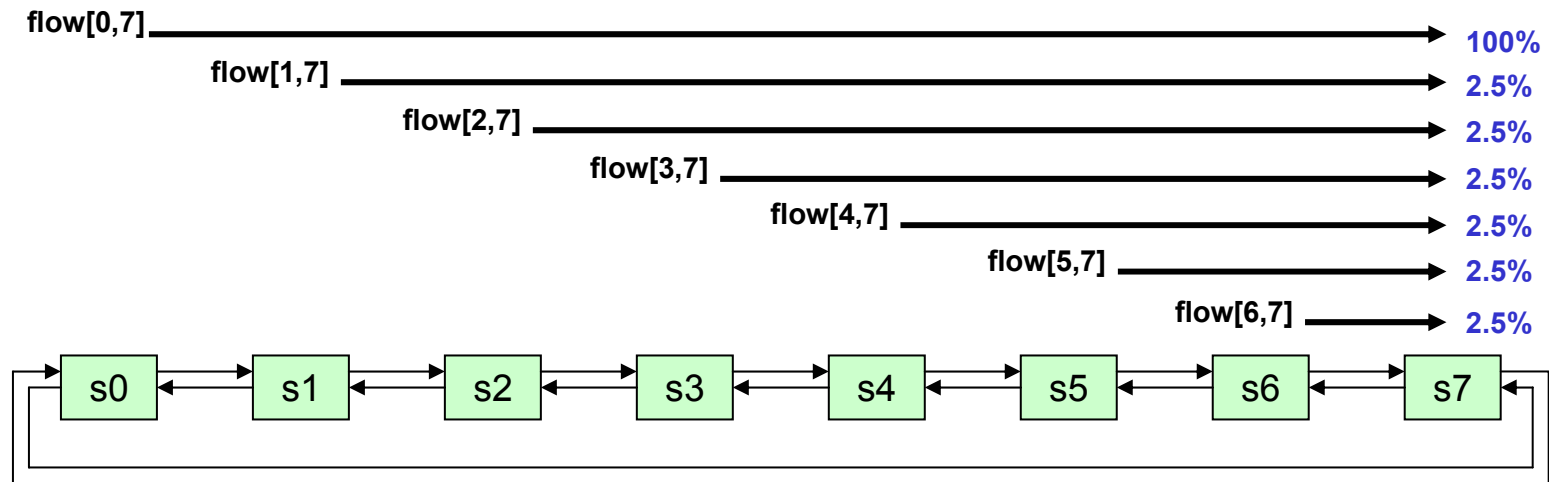 flow[0,7] 100%
flow[1,7] 2.5%
flow[2,7] 2.5%
flow[3,7] 2.5%
flow[4,7] 2.5%
flow[5,7] 2.5%
flow[6,7] 2.5%
s0 s1 s2 s3 s4 s5 s6 s7